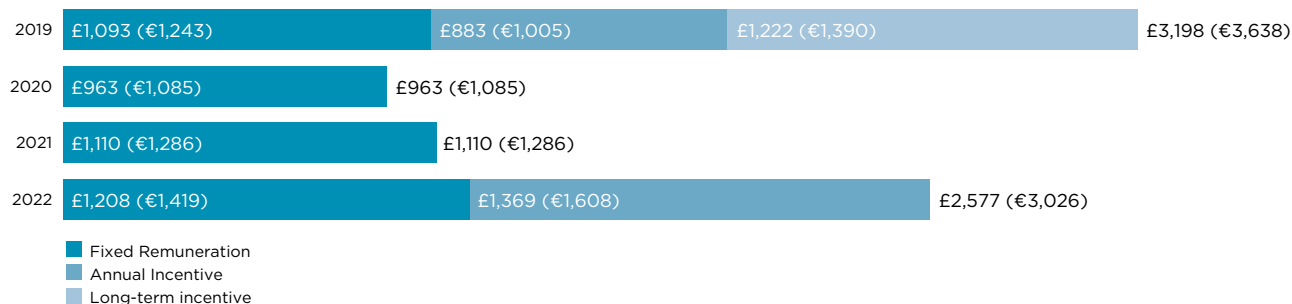 2019 £1,093 (€1,243) £883 (€1,005) £1,222 (€1,390) £3,198 (€3,638)
2020 £963 (€1,085) £963 (€1,085)
2021 £1,110 (€1,286) £1,110 (€1,286)
2022 £1,208 (€1,419) £1,369 (€1,608) £2,577 (€3,026)
Fixed Remuneration
Annual Incentive
Long-term incentive